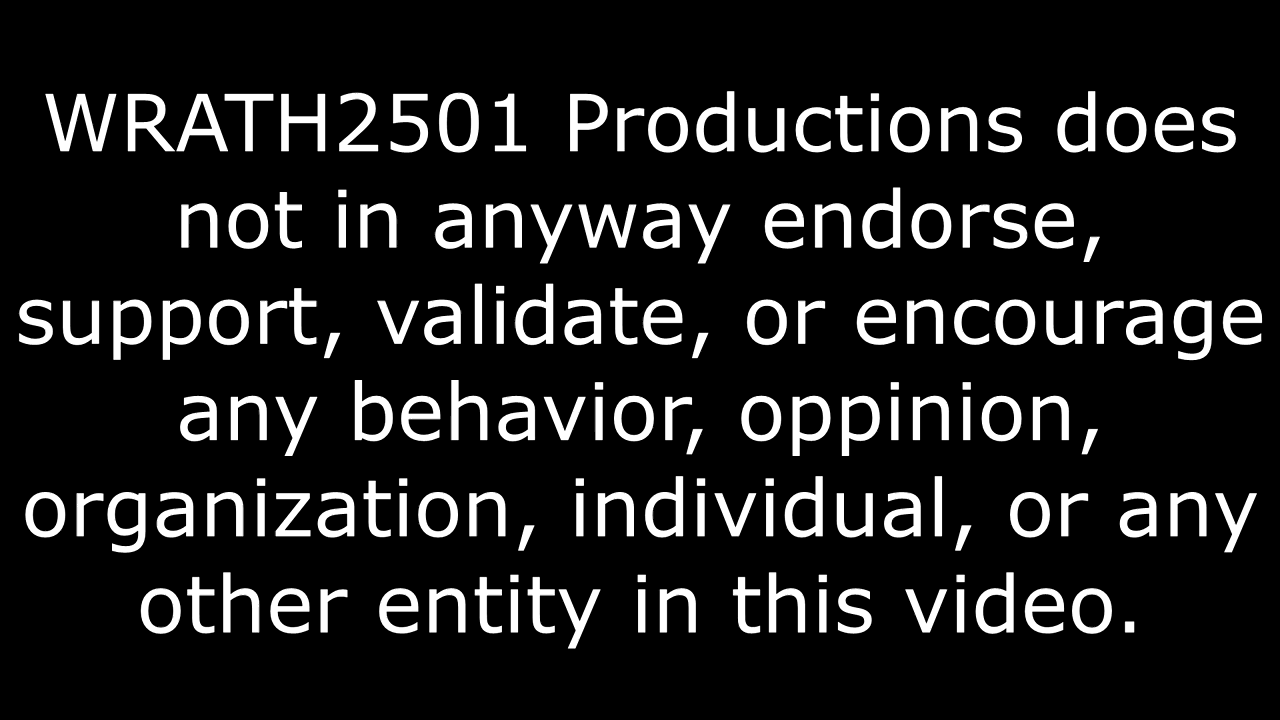 WRATH2501 Productions does
not in anyway endorse,
support, validate, or encourage
any behavior, oppinion,
organization, individual, or any
other entity in this video.